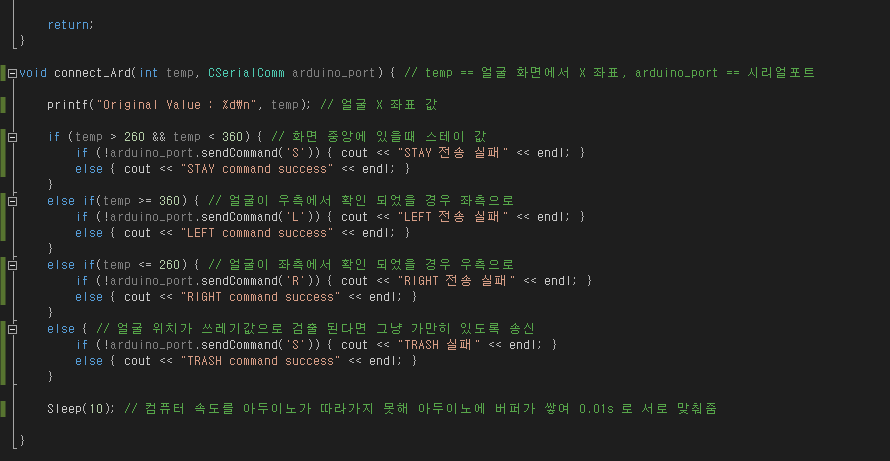 return;
}
void connect_Ard(int temp, CSerialComm arduino_port) { // temp == 얼굴 화면에서 X 좌표, arduino_port == 시리얼포트
printf("Original Value : %d₩n", temp); // 얼굴 X 좌표 값
if (temp > 260 && temp < 360) { // 화면 중앙에 있을때 스테이 값
if (!arduino_port.sendCommand('S')) { cout << "STAY 전송 실패" << endl; }
else { cout << "STAY command success" << endl; }
}
else if(temp >= 360) { // 얼굴이 우측에서 확인 되었을 경우 좌측으로
if (!arduino_port.sendCommand('L')) { cout << "LEFT 전송 실패" << endl; }
else { cout << "LEFT command success" << endl; }
}
else if(temp <= 260) { // 얼굴이 좌측에서 확인 되었을 경우 우측으로
if (!arduino_port.sendCommand('R')) { cout << "RIGHT 전송 실패" << endl; }
else { cout << "RIGHT command success" << endl; }
}
else { // 얼굴 위치가 쓰레기값으로 검출 된다면 그냥 가만히 있도록 송신
if (!arduino_port.sendCommand('S')) { cout << "TRASH 실패" << endl; }
else { cout << "TRASH command success" << endl; }
}
Sleep(10); // 컴퓨터 속도를 아두이노가 따라가지 못해 아두이노에 버퍼가 쌓여 0.01s 로 서로 맞춰줌
}